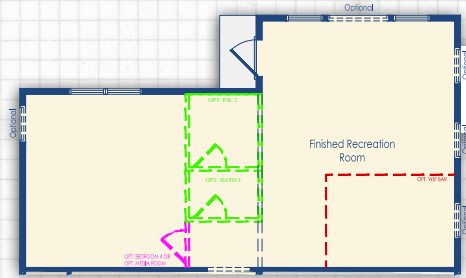 Optional
Optional
OPT. P.R. 2
Optional
Optional
OPT. BATH 3
Finished Recreation
Room
OPT. WET BAR
Optional
OPT. BEDROOM 4 OR
OPT. MEDIA ROOM